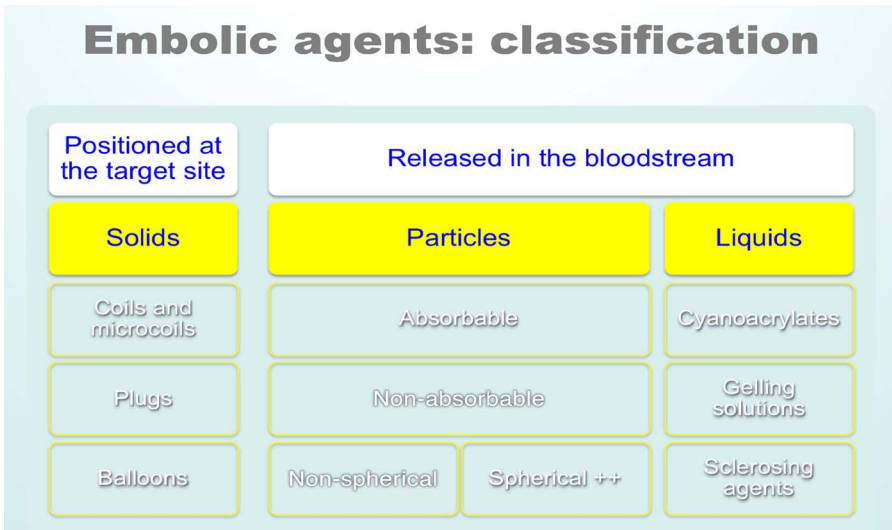 Embolic agents: classification
Positioned at
the target site
Released in the bloodstream
Solids
Particles
Liquids
Coils and
microcoils
Absorbable
Cyanoacrylates
Plugs
Non-absorbable
Gelling
solutions
Balloons
Non-spherical
Spherical ++
Sclerosing
agents